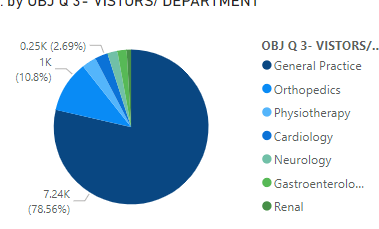 . by OBJ Q 3- VISTORS/ DEPARTMENT
0.25K (2.69%)
1K
(10.8%)
7.24K
(78.56%)
OBJ Q 3- VISTORS/..
General Practice
Orthopedics
Physiotherapy
Cardiology
Neurology
Gastroenterolo...
Renal